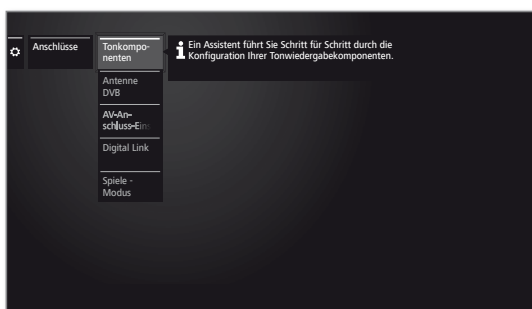 Anschlüsse
Tonkompo-
nenten
Ein Assistent führt Sie Schritt für Schritt durch die
Konfiguration Ihrer Tonwiedergabekomponenten.
Antenne
DVB
AV-An-
schluss-Eins
Digital Link
Spiele -
Modus